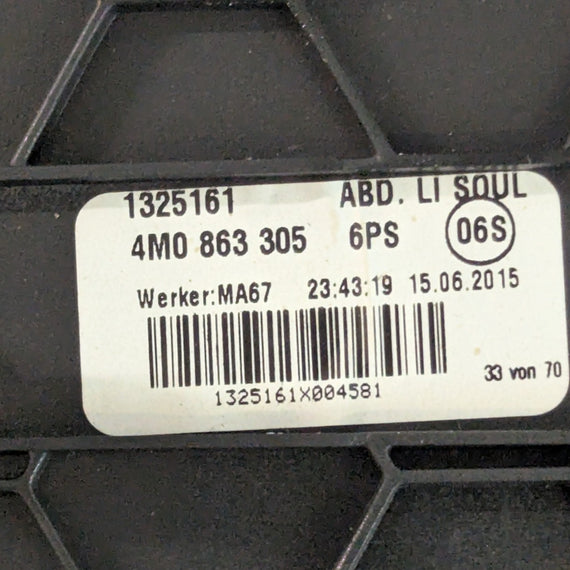 1325161 ABD. LI SOUL
4M0 863 305 6PS 06S
Werker:MA67 23:43:19 15.06.2015
33 von 70
1325161X004581